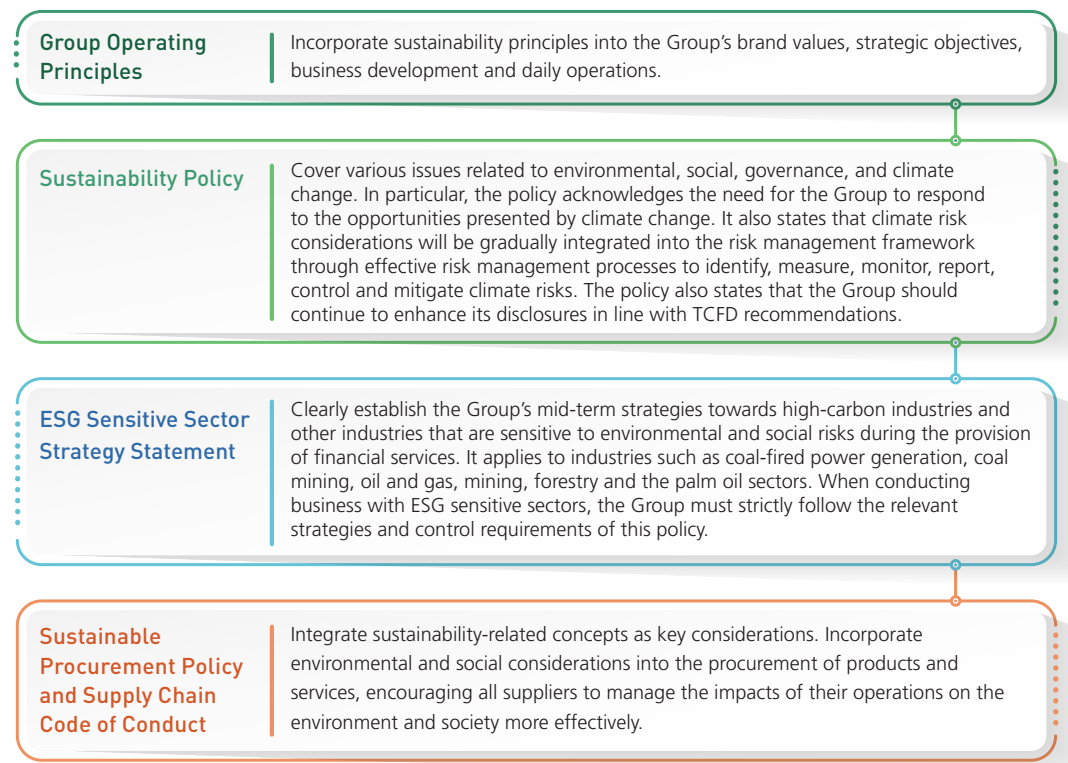 Group Operating
Principles
Incorporate sustainability principles into the Group’s brand values, strategic objectives,
business development and daily operations.
Sustainability Policy
Cover various issues related to environmental, social, governance, and climate
change. In particular, the policy acknowledges the need for the Group to respond
to the opportunities presented by climate change. It also states that climate risk
considerations will be gradually integrated into the risk management framework
through effective risk management processes to identify, measure, monitor, report,
control and mitigate climate risks. The policy also states that the Group should
continue to enhance its disclosures in line with TCFD recommendations.
ESG Sensitive Sector
Strategy Statement
Clearly establish the Group’s mid-term strategies towards high-carbon industries and
other industries that are sensitive to environmental and social risks during the provision
of financial services. It applies to industries such as coal-fired power generation, coal
mining, oil and gas, mining, forestry and the palm oil sectors. When conducting
business with ESG sensitive sectors, the Group must strictly follow the relevant
strategies and control requirements of this policy.
Sustainable
Procurement Policy
and Supply Chain
Code of Conduct
Integrate sustainability-related concepts as key considerations. Incorporate
environmental and social considerations into the procurement of products and
services, encouraging all suppliers to manage the impacts of their operations on the
environment and society more effectively.